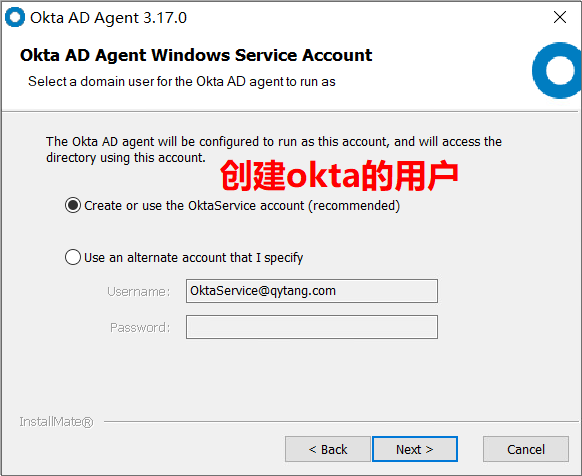 Okta AD Agent 3.17.0
Okta AD Agent Windows Service Account
Select a domain user for the Okta AD agent to run as
The Okta AD agent will be configured to run as this account, and will access the
directory using this account.
创建okta的用户
Create or use the OktaService account (recommended)
Use an alternate account that I specify
Username: OktaService@qytang.com
Password:
InstallMate®
< Back Next > Cancel